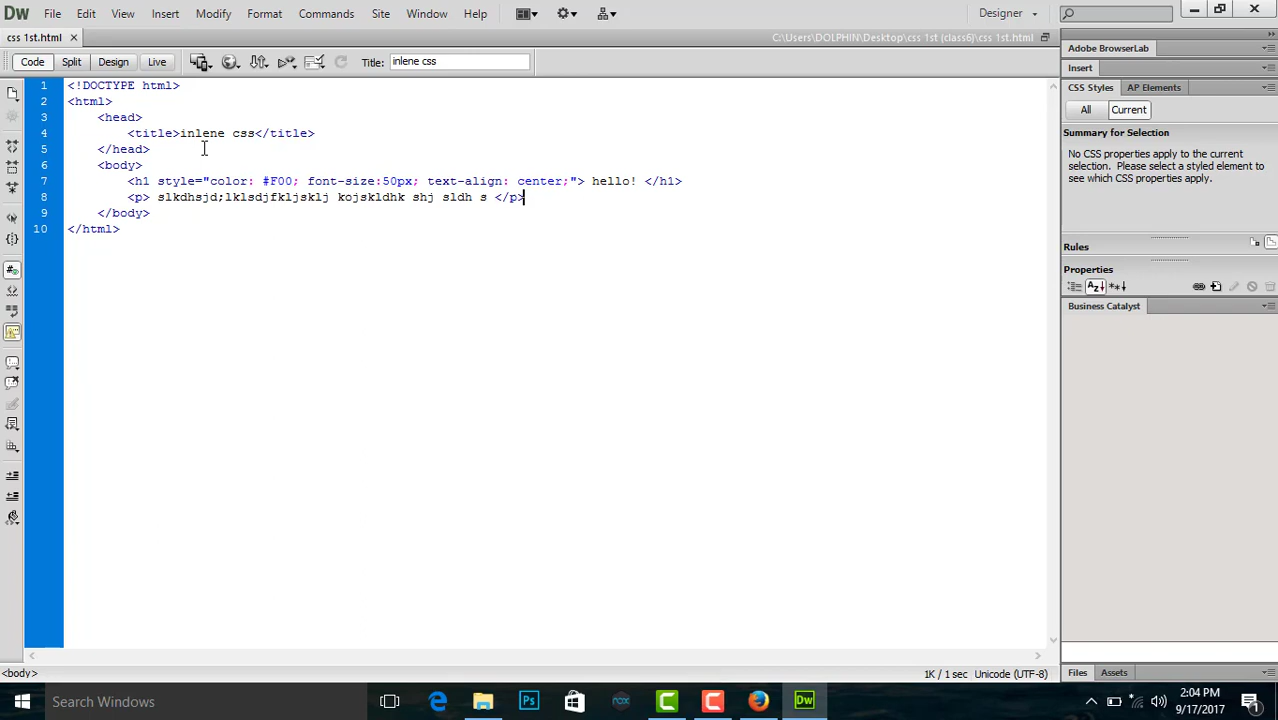 Dw File Edit View Insert Modify Format Commands Site Window Help Designer
css 1st.html C:\Users\DOLPHIN\Desktop\css 1st (class6)\css 1st.html
Code Split Design Live Title: inlene css
1 <!DOCTYPE html>
2 <html>
3 <head>
4 <title>inlene css</title>
5 </head>
6 <body>
7 <h1 style="color: #F00; font-size:50px; text-align: center;"> hello! </h1>
8 <p> slkdhsjd;lklsdjfkljsklj kojskldhk shj sldh s </p>
9 </body>
10 </html>
Adobe BrowserLab
Insert
CSS Styles AP Elements
All Current
Summary for Selection
No CSS properties apply to the
current selection.
Please select a styled element to
see which CSS properties apply.
Rules
Properties
Business Catalyst
Files Assets
<body> 1K / 1 sec Unicode (UTF-8)
Search Windows
Ps
nox
Dw
2:04 PM
9/17/2017
1